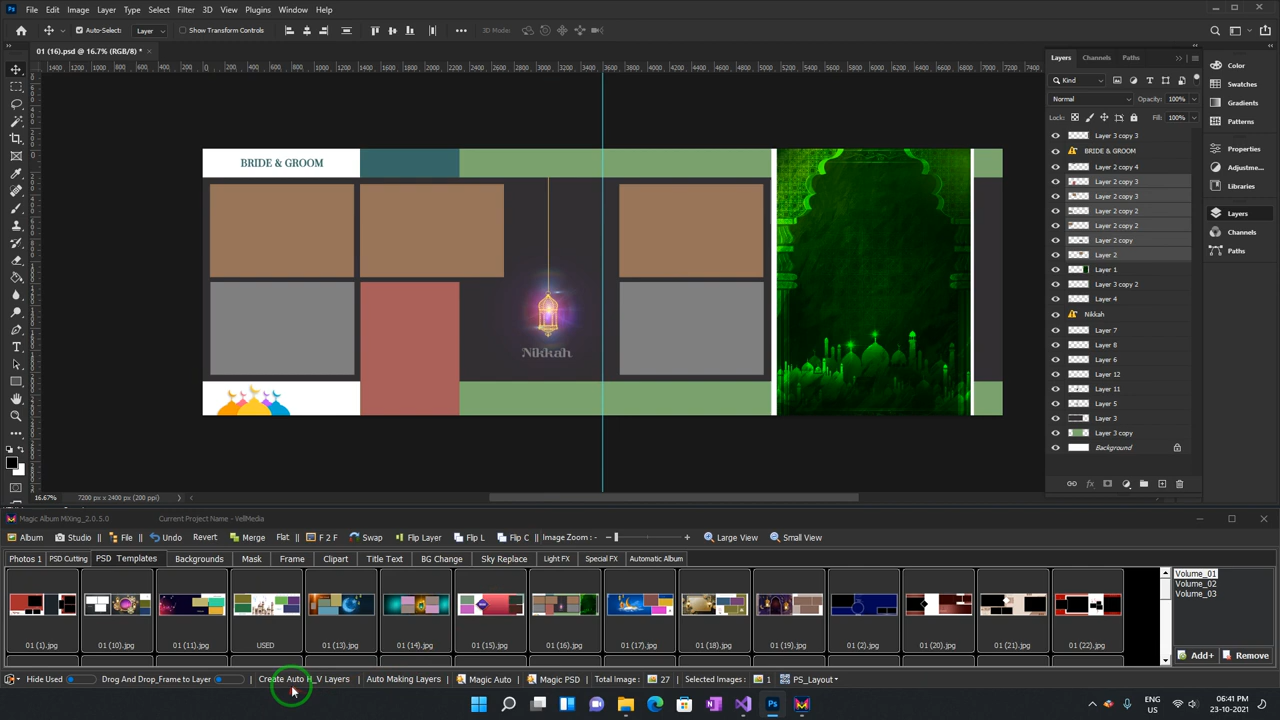 File Edit Image Layer Type Select Filter 3D View Plugins Window Help
Auto-Select: Layer Show Transform Controls 3D Mode:
01 (16).psd @ 16.7% (RGB/8) *
BRIDE & GROOM
Nikkah
16.67% 7200 px x 2400 px (200 ppi)
Layers Channels Paths
Kind
Normal Opacity: 100%
Lock: Fill: 100%
Layer 3 copy 3
BRIDE & GROOM
Layer 2 copy 4
Layer 2 copy 3
Layer 2 copy 3
Layer 2 copy 2
Layer 2 copy 2
Layer 2 copy
Layer 2
Layer 1
Layer 3 copy 2
Layer 4
Nikkah
Layer 7
Layer 8
Layer 6
Layer 12
Layer 11
Layer 5
Layer 3
Layer 3 copy
Background
Color
Swatches
Gradients
Patterns
Properties
Adjustme...
Libraries
Layers
Channels
Paths
Magic Album MiXing_2.0.5.0 Current Project Name - VellMedia
Album Studio File Undo Revert Merge Flat F 2 F Swap Flip Layer Flip L Flip C Image Zoom :- Large View Small View
Photos 1 PSD Cutting PSD Templates Backgrounds Mask Frame Clipart Title Text BG Change Sky Replace Light FX Special FX Automatic Album
01 (1).jpg 01 (10).jpg 01 (11).jpg USED 01 (13).jpg 01 (14).jpg 01 (15).jpg 01 (16).jpg 01 (17).jpg 01 (18).jpg 01 (19).jpg 01 (2).jpg 01 (20).jpg 01 (21).jpg 01 (22).jpg
Volume_01
Volume_02
Volume_03
Add+ Remove
Hide Used Drag And Drop_Frame to Layer Create Auto H_V Layers Auto Making Layers Magic Auto Magic PSD Total Image: 27 Selected Images: 1 PS_Layout
ENG
US
06:41 PM
23-10-2021